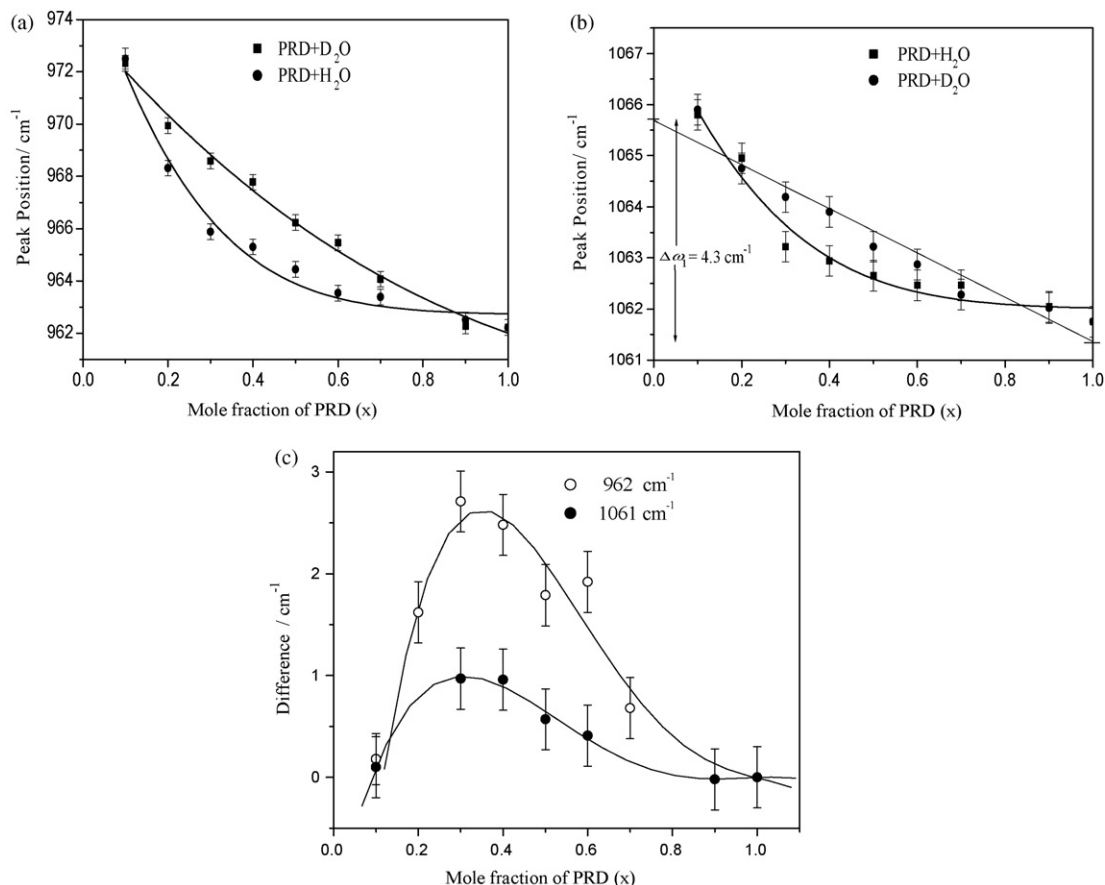 (a)
974
972
970
968
966
964
962
Peak Position/ cm⁻¹
PRD+D₂O
PRD+H₂O
0.0 0.2 0.4 0.6 0.8 1.0
Mole fraction of PRD (x)
(b)
1067
1066
1065
1064
1063
1062
1061
Peak Position/ cm⁻¹
PRD+H₂O
PRD+D₂O
Δω₁= 4.3 cm⁻¹
0.0 0.2 0.4 0.6 0.8 1.0
Mole fraction of PRD (x)
(c)
3
2
1
0
Difference / cm⁻¹
962 cm⁻¹
1061 cm⁻¹
0.0 0.2 0.4 0.6 0.8 1.0
Mole fraction of PRD (x)